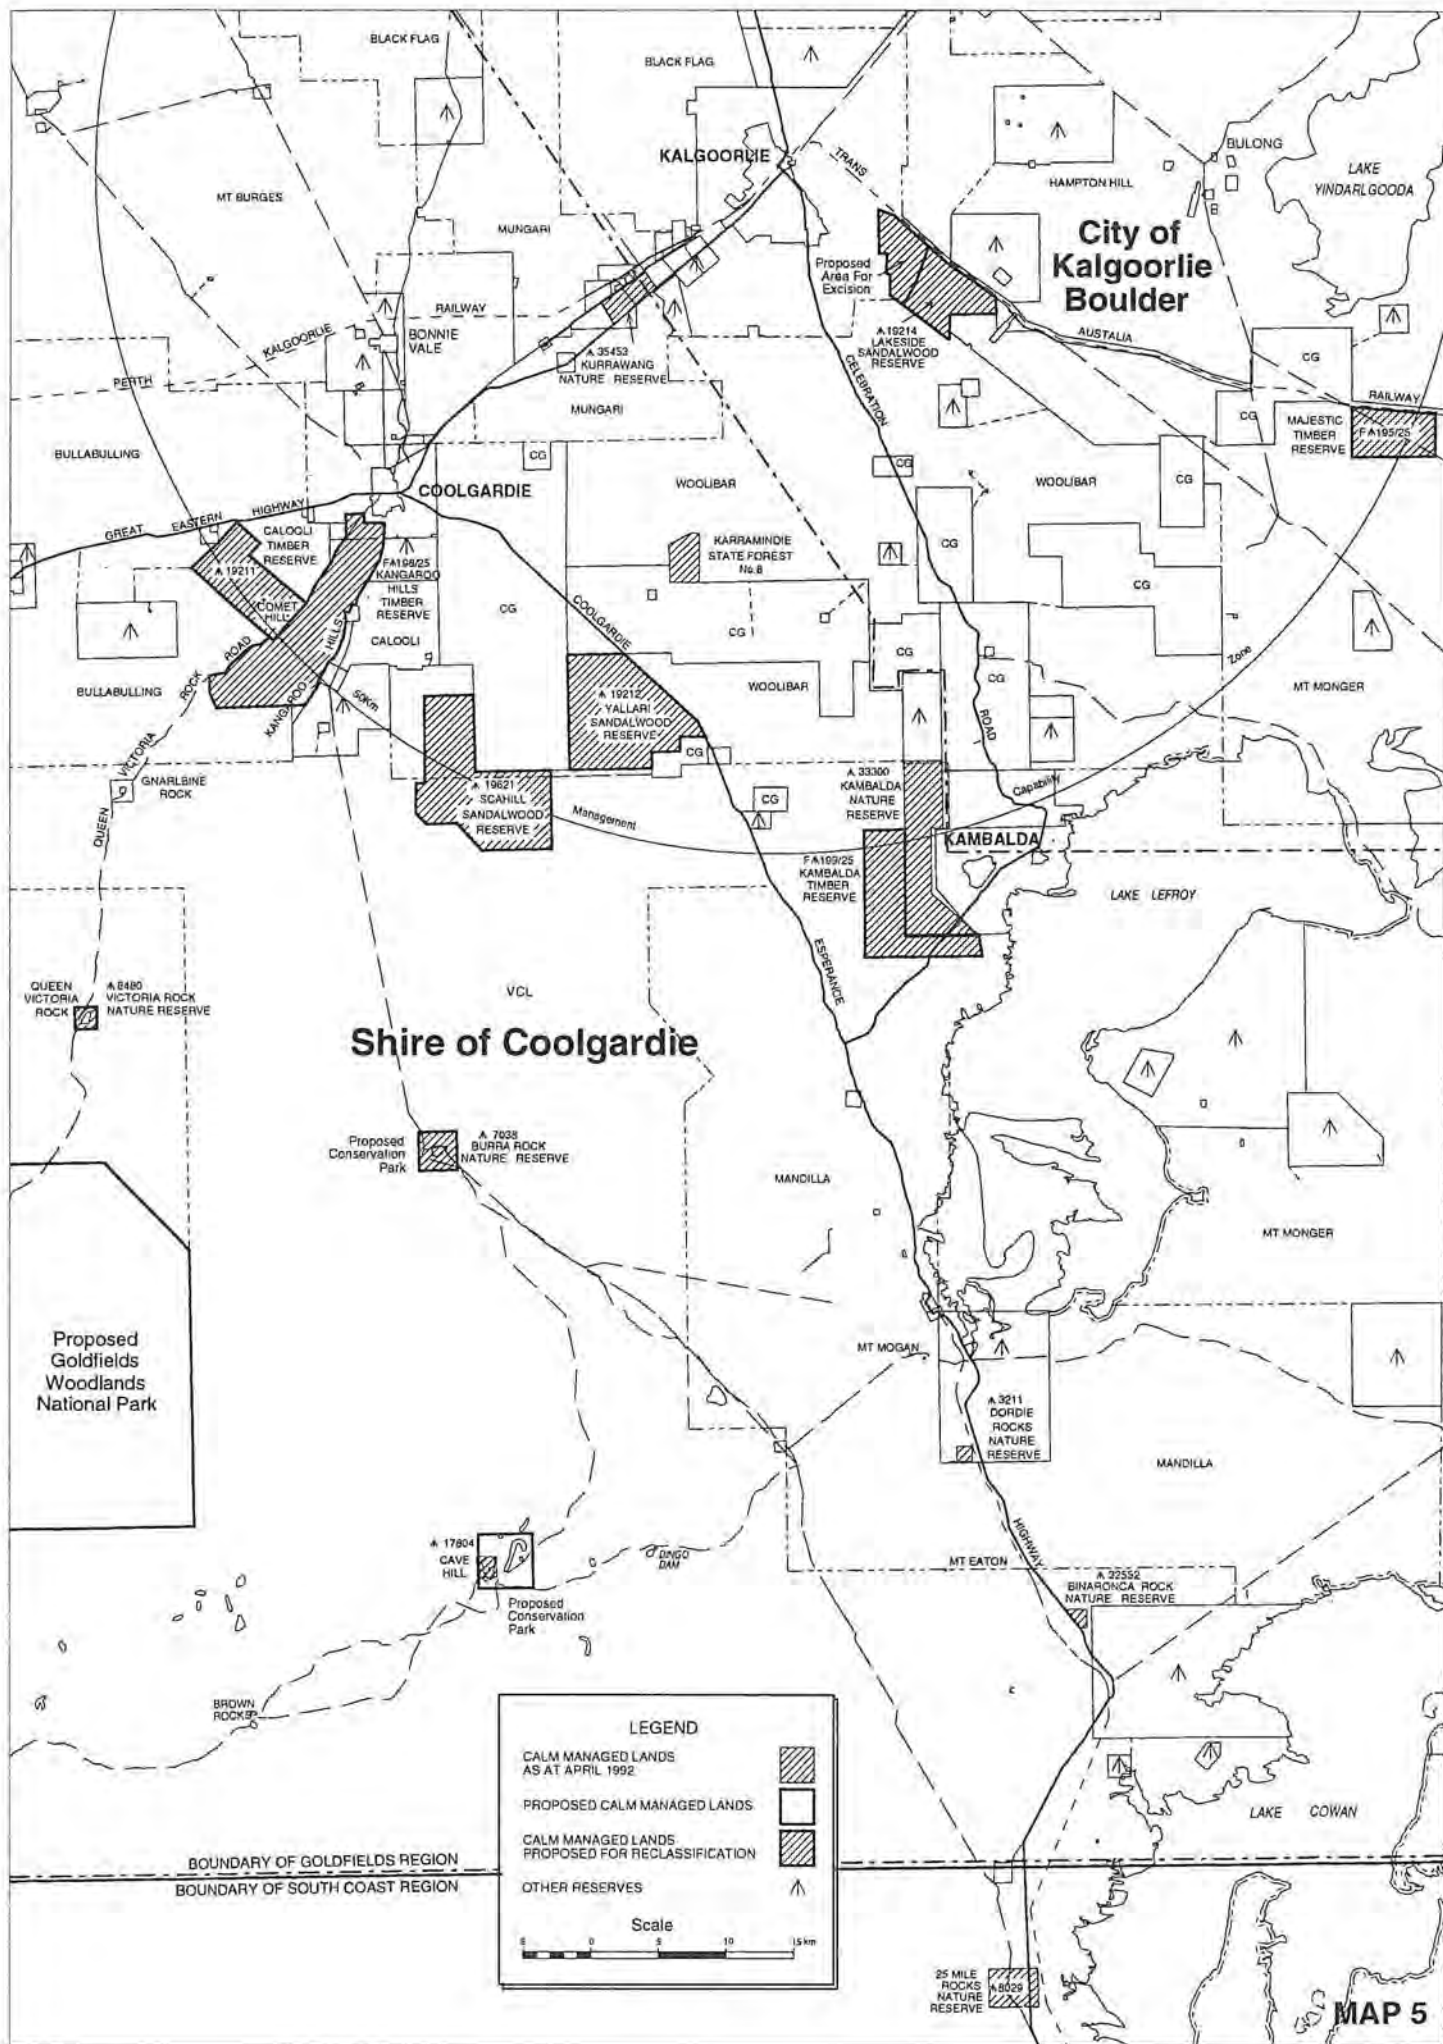 BLACK FLAG
BLACK FLAG
KALGOORLIE
TRANS
BULONG
LAKE
YINDARLGOODA
HAMPTON HILL
MT BURGES
MUNGARI
City of
Kalgoorlie
Boulder
Proposed
Area For
Excision
RAILWAY
KALGOORLIE
PERTH
BONNIE
VALE
35453
KURRAWANG
NATURE RESERVE
19214
LAKESIDE
SANDALWOOD
RESERVE
AUSTALIA
CG
RAILWAY
CELEBRATION
MUNGARI
CG
MAJESTIC
TIMBER
RESERVE
F 195/25
BULLABULLING
CG
CG
WOOLIBAR
WOOLIBAR
CG
COOLGARDIE
GREAT EASTERN HIGHWAY
CALOOLI
TIMBER
RESERVE
19211
FA198/25
KANGAROO
HILLS
TIMBER
RESERVE
KARRAMINDIE
STATE FOREST
No.8
CG
CG
COMET
HILL
CG
COOLGARDIE
CG
CALOOLI
CG
BULLABULLING
QUEEN VICTORIA ROCK ROAD
KANGAROO HILLS
50Km
19212
YALLARI
SANDALWOOD
RESERVE
WOOLIBAR
CG
ROAD
Zone
MT MONGER
GNARLBINE
ROCK
CG
19621
SCAHILL
SANDALWOOD
RESERVE
Management
CG
33300
KAMBALDA
NATURE
RESERVE
Capability
KAMBALDA
F 199/25
KAMBALDA
TIMBER
RESERVE
LAKE LEFROY
QUEEN
VICTORIA
ROCK
8480
VICTORIA ROCK
NATURE RESERVE
VCL
ESPERANCE
Shire of Coolgardie
Proposed
Conservation
Park
7038
BURRA ROCK
NATURE RESERVE
MANDILLA
MT MONGER
Proposed
Goldfields
Woodlands
National Park
MT MOGAN
3211
DORDIE
ROCKS
NATURE
RESERVE
MANDILLA
17804
CAVE
HILL
DINGO
DAM
HIGHWAY
MT EATON
32552
BINARONCA ROCK
NATURE RESERVE
Proposed
Conservation
Park
BROWN
ROCKS
LEGEND
CALM MANAGED LANDS
AS AT APRIL 1992
PROPOSED CALM MANAGED LANDS
CALM MANAGED LANDS
PROPOSED FOR RECLASSIFICATION
OTHER RESERVES
Scale
5 0 5 10 15 km
LAKE COWAN
BOUNDARY OF GOLDFIELDS REGION
BOUNDARY OF SOUTH COAST REGION
25 MILE
ROCKS
NATURE
RESERVE
8029
MAP 5